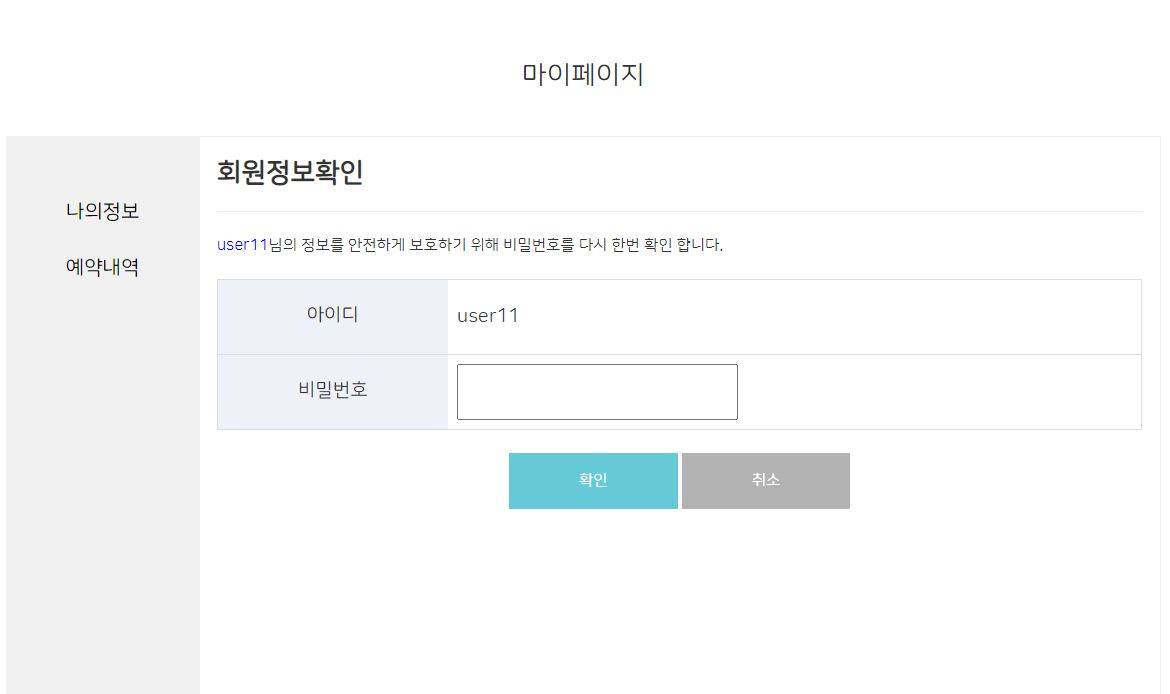 마이페이지
나의정보
예약내역
회원정보확인
user11님의 정보를 안전하게 보호하기 위해 비밀번호를 다시 한번 확인 합니다.
아이디 user11
비밀번호
확인 취소